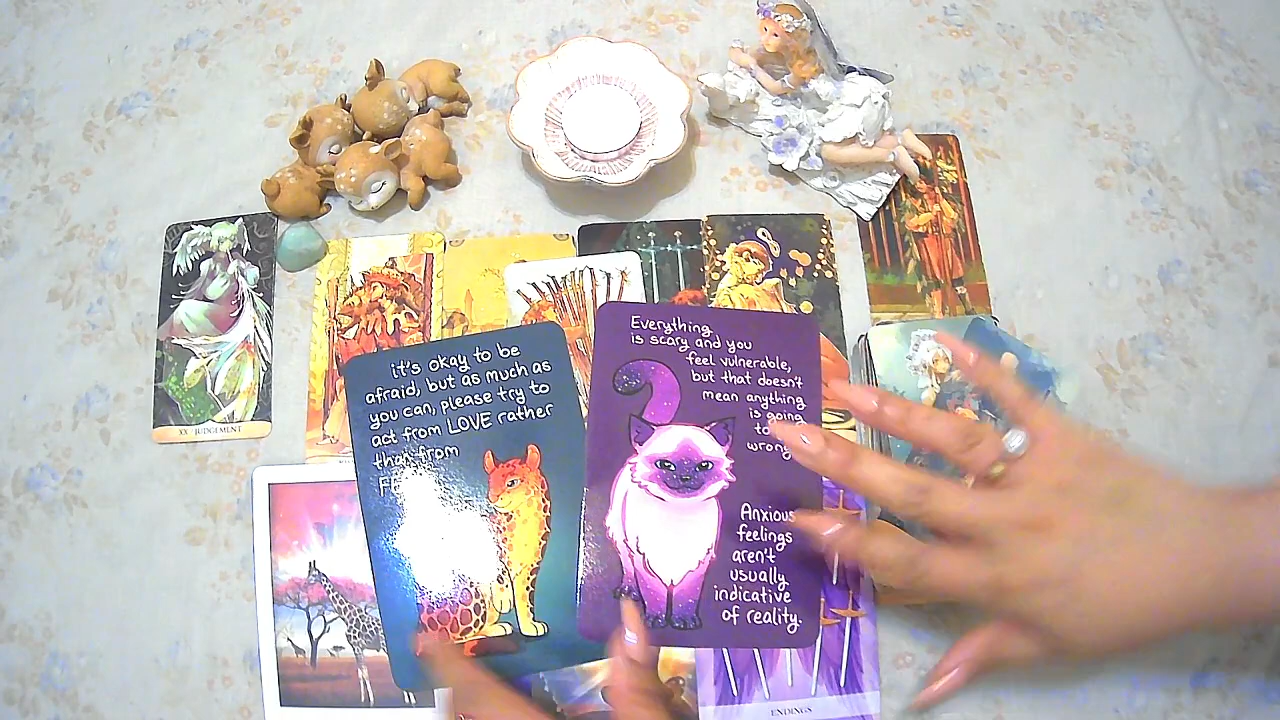 it's okay to be
afraid, but as much as
you can, please try to
act from LOVE rather
than from
Everything
is scary and you
feel vulnerable,
but that doesn't
mean anything
is going
to
wrong.
Anxious
feelings
aren't
usually
indicative
of reality.
XX · JUDGEMENT
ENDINGS